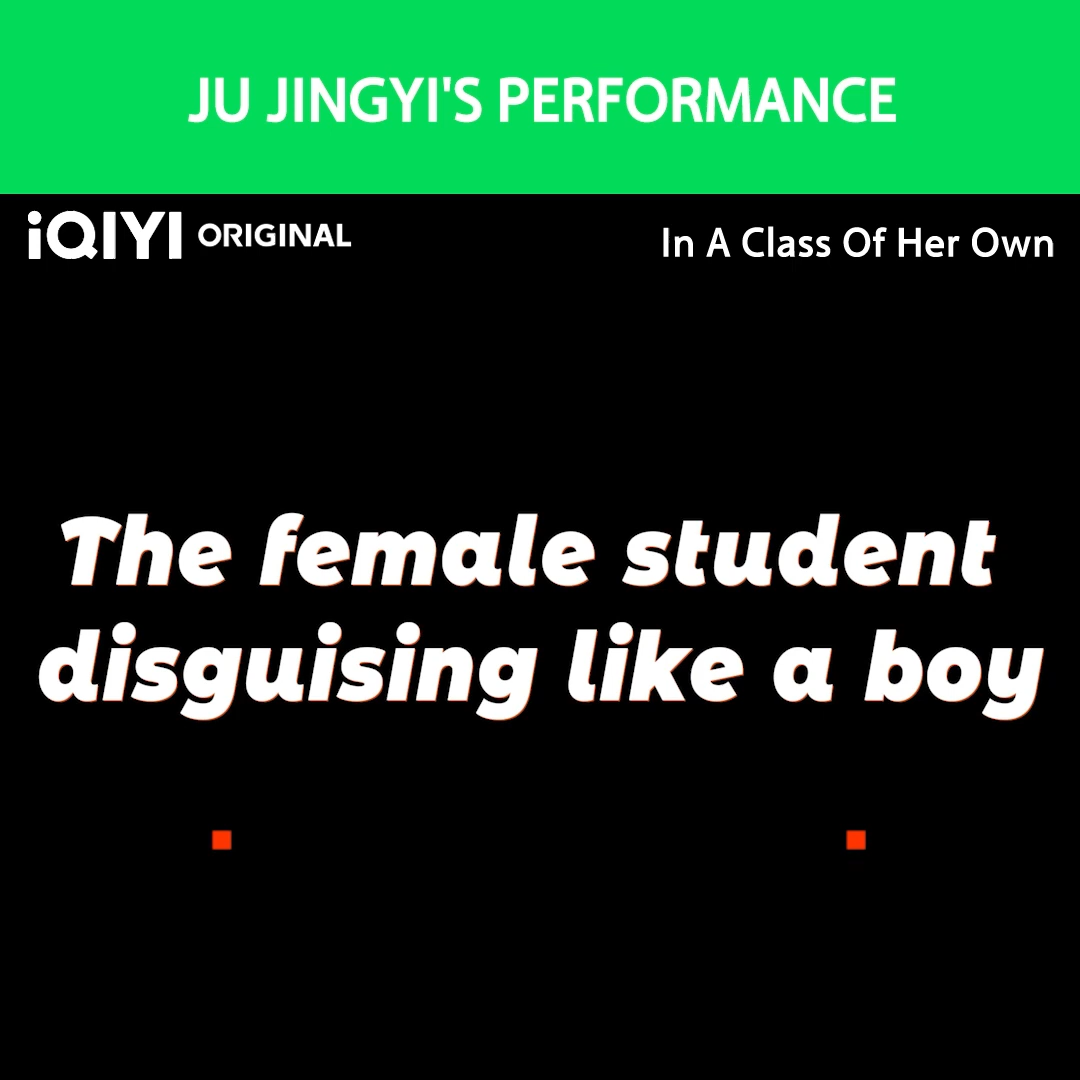 JU JINGYI'S PERFORMANCE
iQIYI ORIGINAL
In A Class Of Her Own
The female student
disguising like a boy